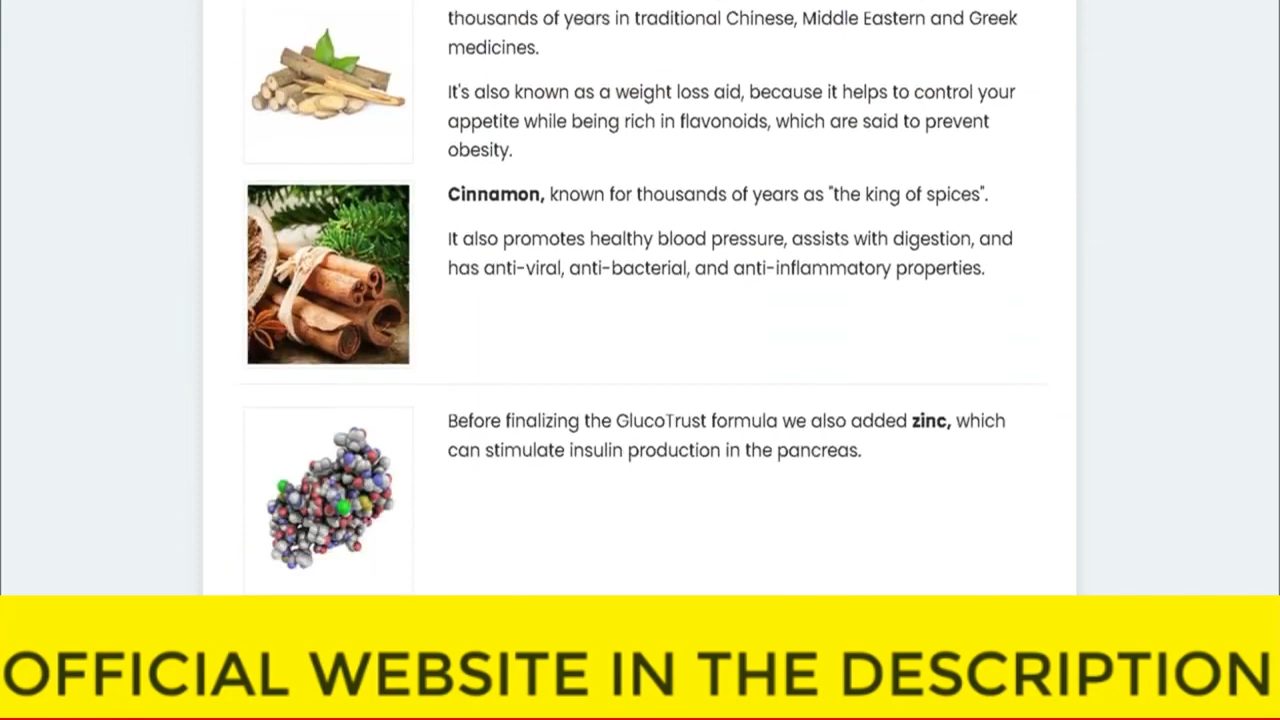 thousands of years in traditional Chinese, Middle Eastern and Greek
medicines.
It's also known as a weight loss aid, because it helps to control your
appetite while being rich in flavonoids, which are said to prevent
obesity.
Cinnamon, known for thousands of years as "the king of spices".
It also promotes healthy blood pressure, assists with digestion, and
has anti-viral, anti-bacterial, and anti-inflammatory properties.
Before finalizing the GlucoTrust formula we also added zinc, which
can stimulate insulin production in the pancreas.
OFFICIAL WEBSITE IN THE DESCRIPTION